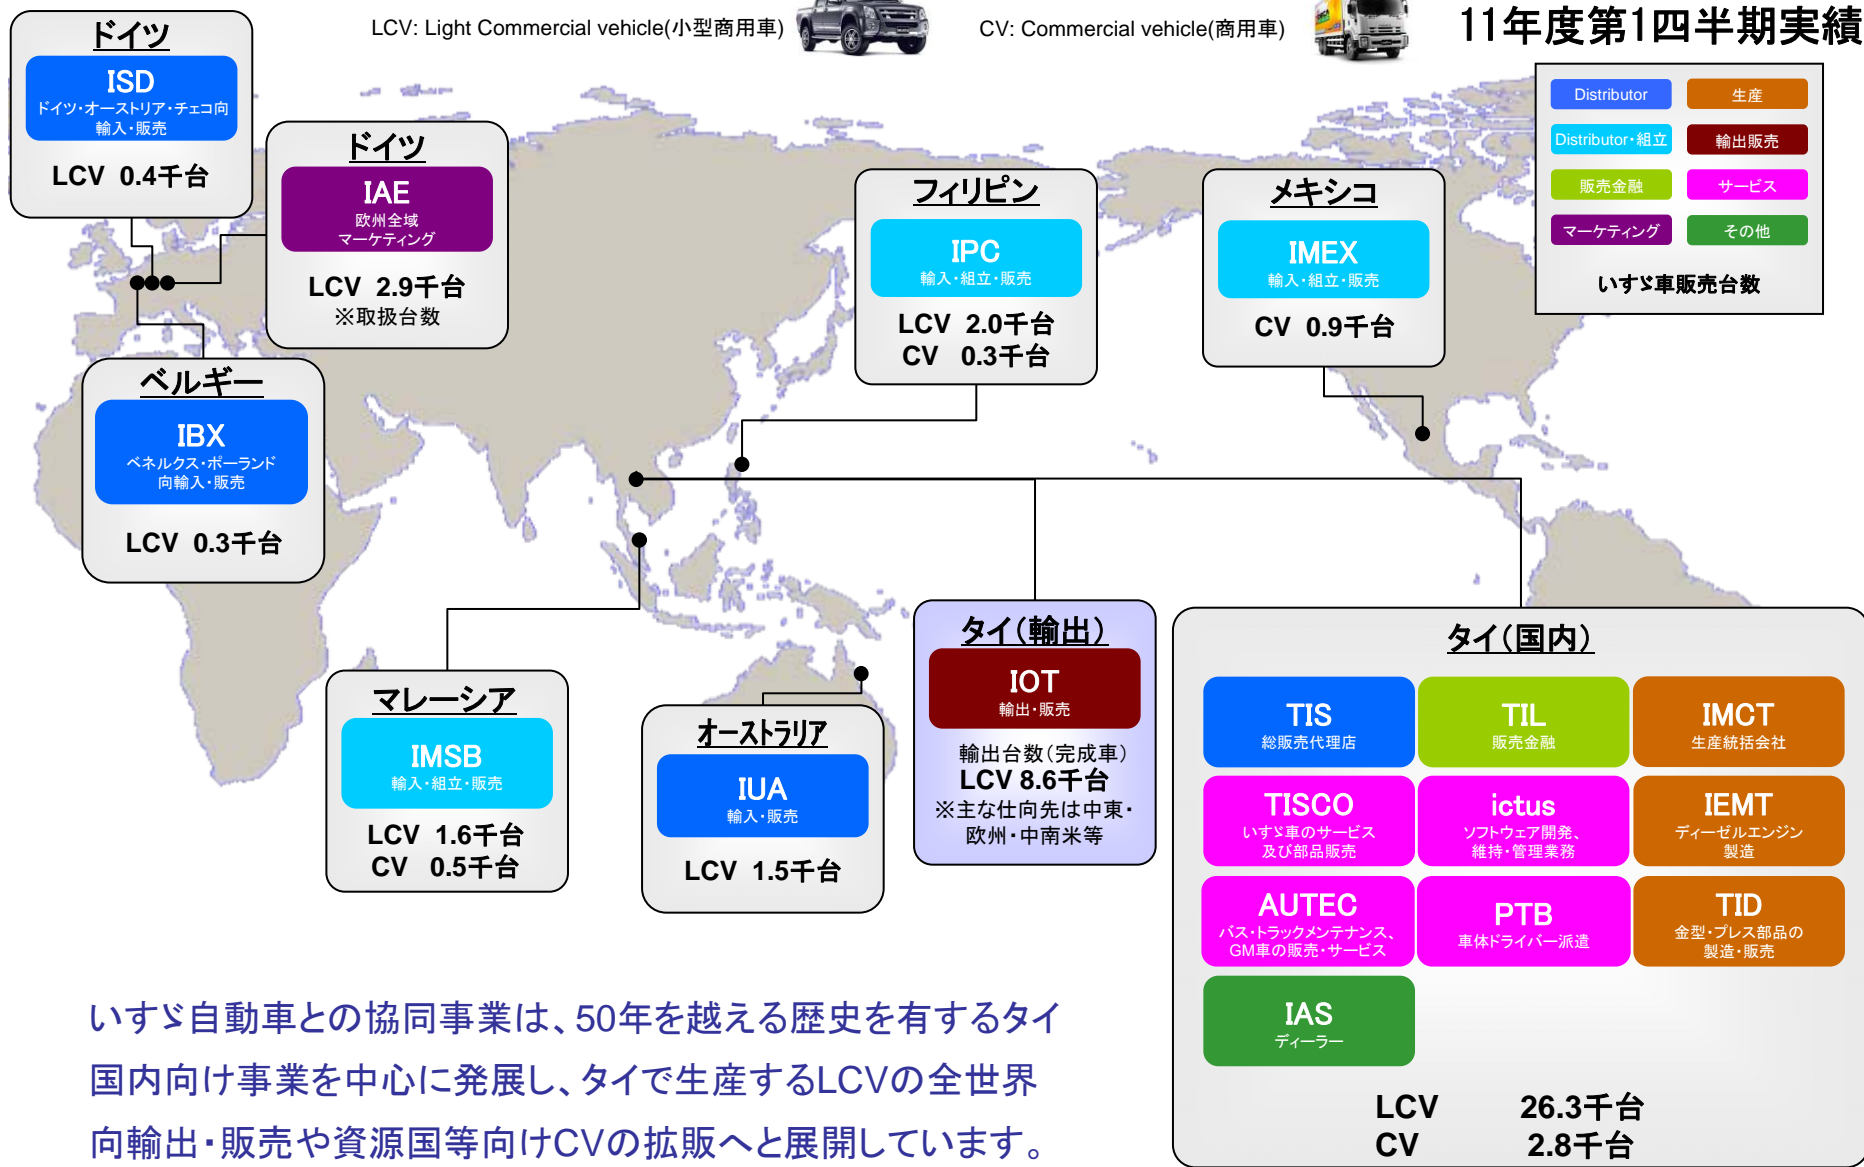 LCV: Light Commercial vehicle(小型商用車)
CV: Commercial vehicle(商用車)
11年度第1四半期実績
Distributor
生産
Distributor・組立
輸出販売
販売金融
サービス
マーケティング
その他
いすゞ車販売台数
ドイツ
ISD
ドイツ・オーストリア・チェコ向
輸入・販売
LCV 0.4千台
ドイツ
IAE
欧州全域
マーケティング
LCV 2.9千台
※取扱台数
フィリピン
IPC
輸入・組立・販売
LCV 2.0千台
CV 0.3千台
メキシコ
IMEX
輸入・組立・販売
CV 0.9千台
ベルギー
IBX
ベネルクス・ポーランド
向輸入・販売
LCV 0.3千台
マレーシア
IMSB
輸入・組立・販売
LCV 1.6千台
CV 0.5千台
オーストラリア
IUA
輸入・販売
LCV 1.5千台
タイ(輸出)
IOT
輸出・販売
輸出台数(完成車)
LCV 8.6千台
※主な仕向先は中東・
欧州・中南米等
タイ(国内)
TIS
総販売代理店
TIL
販売金融
IMCT
生産統括会社
TISCO
いすゞ車のサービス
及び部品販売
ictus
ソフトウェア開発、
維持・管理業務
IEMT
ディーゼルエンジン
製造
AUTEC
バス・トラックメンテナンス、
GM車の販売・サービス
PTB
車体ドライバー派遣
TID
金型・プレス部品の
製造・販売
IAS
ディーラー
LCV 26.3千台
CV 2.8千台
いすゞ自動車との協同事業は、50年を越える歴史を有するタイ
国内向け事業を中心に発展し、タイで生産するLCVの全世界
向輸出・販売や資源国等向けCVの拡販へと展開しています。